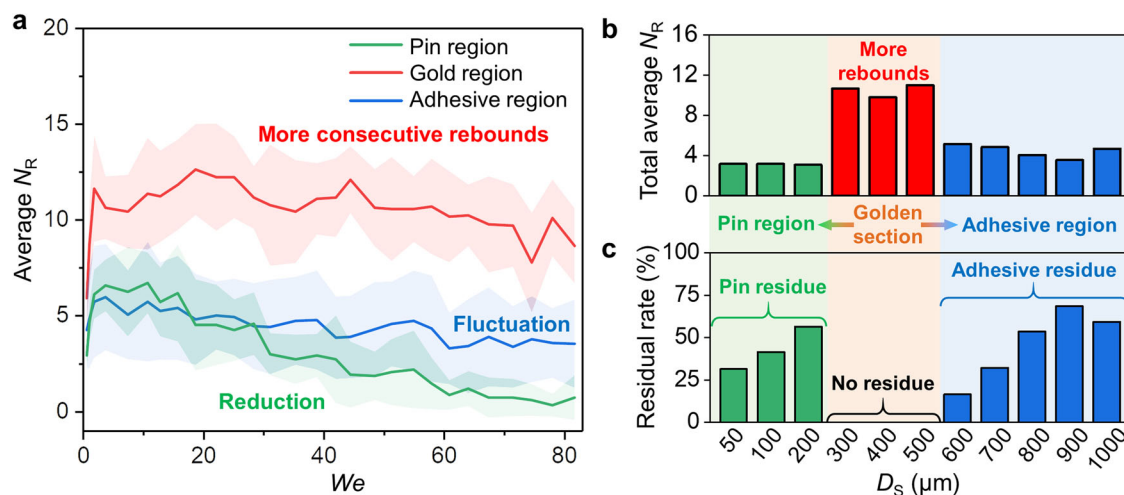 a
20
15
10
5
0
Average N_R
Pin region
Gold region
Adhesive region
More consecutive rebounds
Fluctuation
Reduction
0 20 40 60 80
We
b
16
12
8
4
0
Total average N_R
More
rebounds
Pin region
Golden
section
Adhesive region
c
100
75
50
25
0
Residual rate (%)
Pin residue
Adhesive residue
No residue
50 100 200 300 400 500 600 700 800 900 1000
D_S (μm)